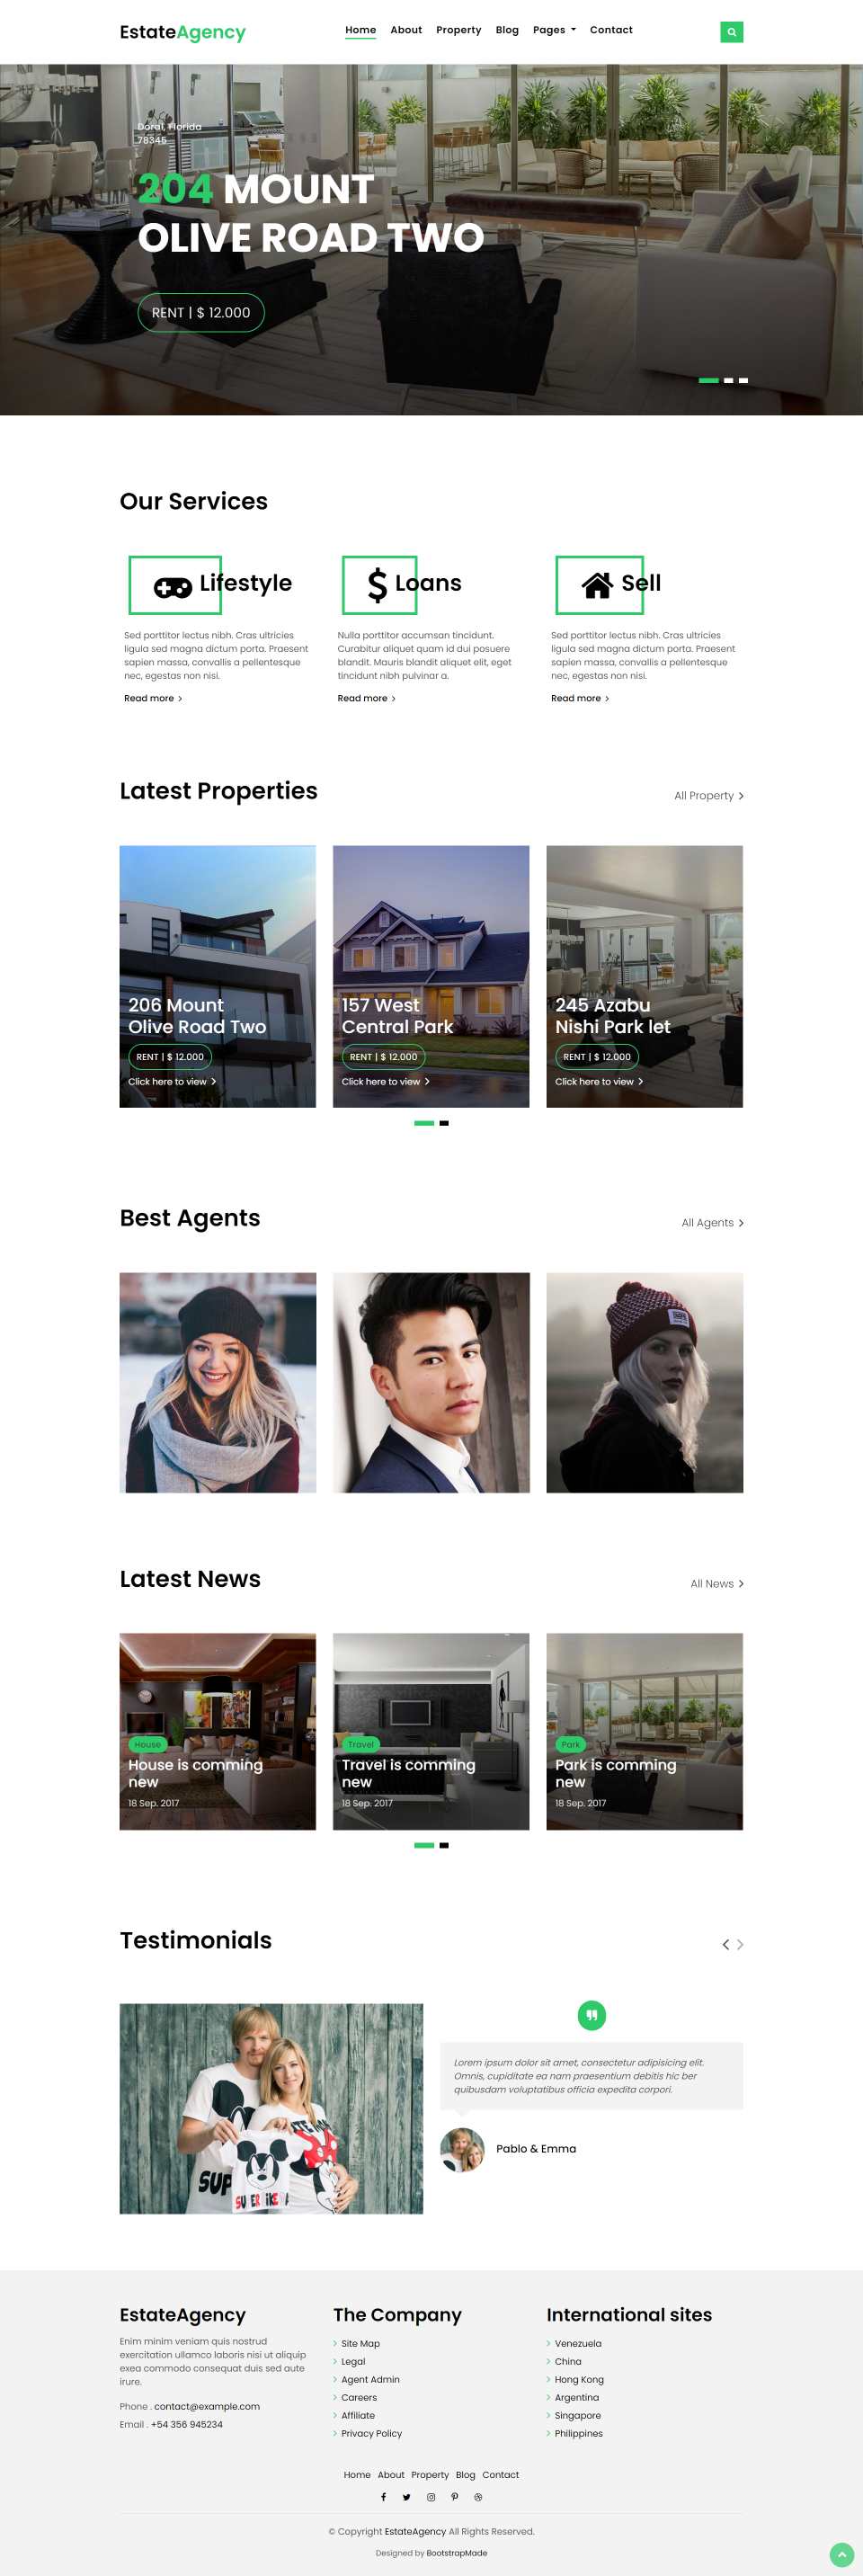 EstateAgency
Home About Property Blog Pages Contact
Doral, Florida
78345
204 MOUNT
OLIVE ROAD TWO
RENT | $ 12.000
Our Services
Lifestyle
Sed porttitor lectus nibh. Cras ultricies
ligula sed magna dictum porta. Praesent
sapien massa, convallis a pellentesque
nec, egestas non nisi.
Read more
Loans
Nulla porttitor accumsan tincidunt.
Curabitur aliquet quam id dui posuere
blandit. Mauris blandit aliquet elit, eget
tincidunt nibh pulvinar a.
Read more
Sell
Sed porttitor lectus nibh. Cras ultricies
ligula sed magna dictum porta. Praesent
sapien massa, convallis a pellentesque
nec, egestas non nisi.
Read more
Latest Properties
All Property
206 Mount
Olive Road Two
RENT | $ 12.000
Click here to view
157 West
Central Park
RENT | $ 12.000
Click here to view
245 Azabu
Nishi Park let
RENT | $ 12.000
Click here to view
Best Agents
All Agents
Latest News
All News
House
House is comming
new
18 Sep. 2017
Travel
Travel is comming
new
18 Sep. 2017
Park
Park is comming
new
18 Sep. 2017
Testimonials
Lorem ipsum dolor sit amet, consectetur adipisicing elit.
Omnis, cupiditate ea nam praesentium debitis hic ber
quibusdam voluptatibus officia expedita corpori.
Pablo & Emma
EstateAgency
Enim minim veniam quis nostrud
exercitation ullamco laboris nisi ut aliquip
exea commodo consequat duis sed aute
irure.
Phone . contact@example.com
Email . +54 356 945234
The Company
Site Map
Legal
Agent Admin
Careers
Affiliate
Privacy Policy
International sites
Venezuela
China
Hong Kong
Argentina
Singapore
Philippines
Home About Property Blog Contact
© Copyright EstateAgency All Rights Reserved.
Designed by BootstrapMade